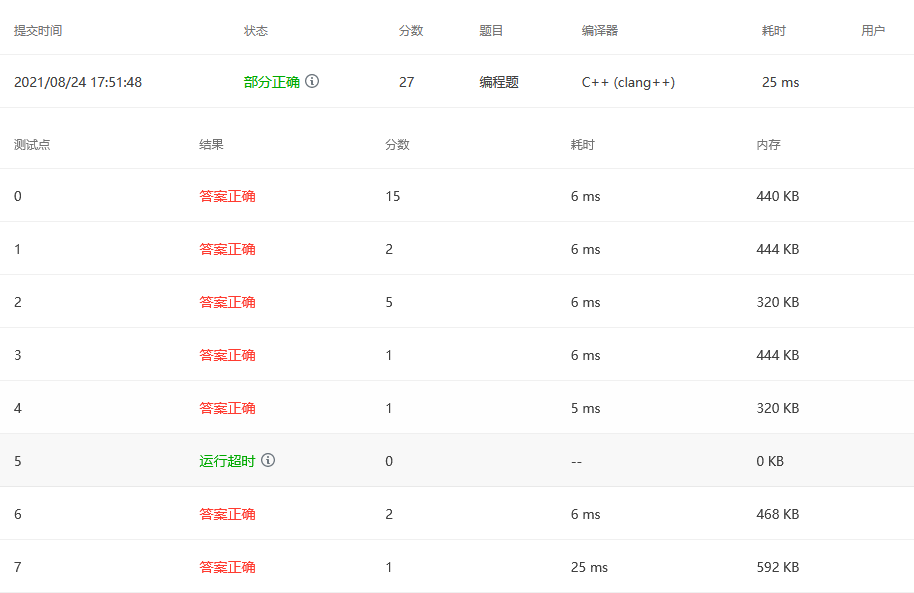 提交时间 状态 分数 题目 编译器 耗时 用户
2021/08/24 17:51:48 部分正确 27 编程题 C++ (clang++) 25 ms
测试点 结果 分数 耗时 内存
0 答案正确 15 6 ms 440 KB
1 答案正确 2 6 ms 444 KB
2 答案正确 5 6 ms 320 KB
3 答案正确 1 6 ms 444 KB
4 答案正确 1 5 ms 320 KB
5 运行超时 0 -- 0 KB
6 答案正确 2 6 ms 468 KB
7 答案正确 1 25 ms 592 KB